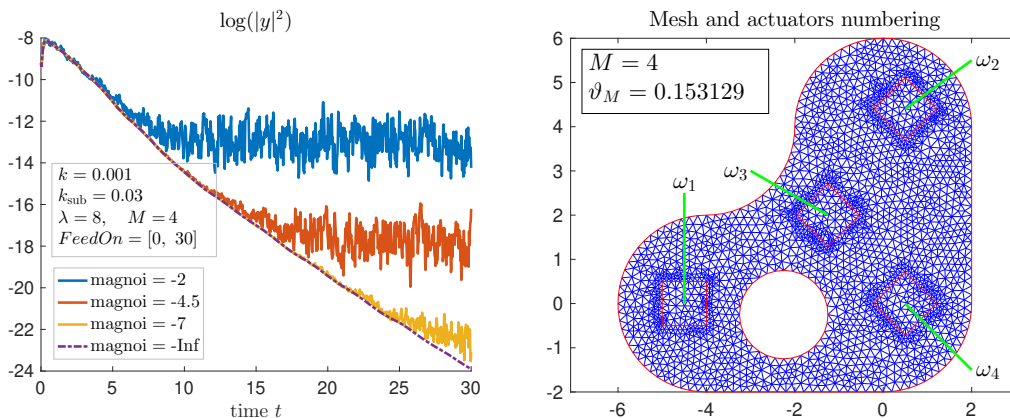 log(|y|²)
-8
-10
-12
-14
-16
-18
-20
-22
-24
k = 0.001
k_sub = 0.03
λ = 8, M = 4
FeedOn = [0, 30]
magnoi = -2
magnoi = -4.5
magnoi = -7
magnoi = -Inf
0 5 10 15 20 25 30
time t
Mesh and actuators numbering
6
5
4
3
2
1
0
-1
-2
M = 4
ϑ_M = 0.153129
ω₂
ω₃
ω₁
ω₄
-6 -4 -2 0 2